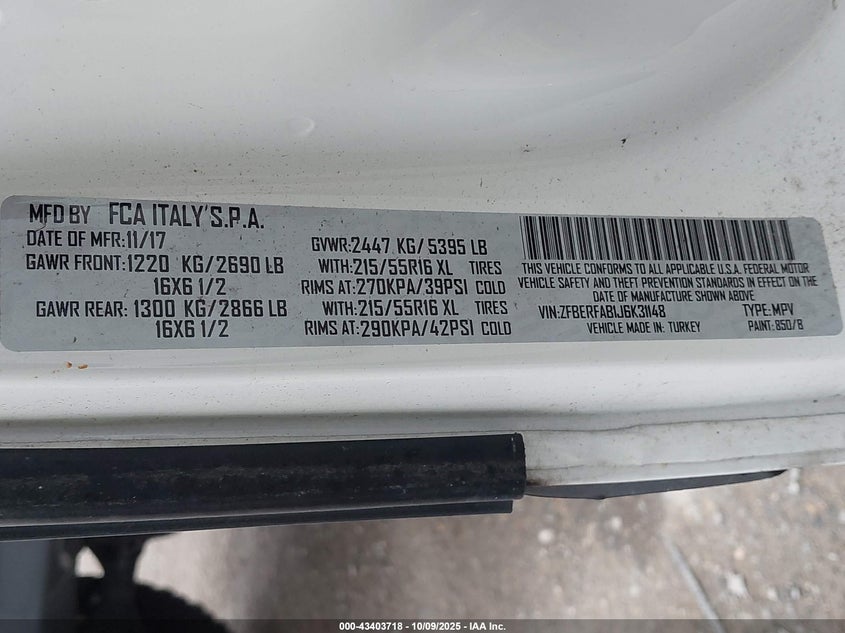 MFD BY FCA ITALY'S.P.A.
DATE OF MFR:11/17
GAWR FRONT:1220 KG/2690 LB
16X6 1/2
GAWR REAR: 1300 KG/2866 LB
16X6 1/2
GVWR:2447 KG/5395 LB
WITH:215/55R16 XL TIRES
RIMS AT:270KPA/39PSI COLD
WITH:215/55R16 XL TIRES
RIMS AT:290KPA/42PSI COLD
THIS VEHICLE CONFORMS TO ALL APPLICABLE U.S.A. FEDERAL MOTOR
VEHICLE SAFETY AND THEFT PREVENTION STANDARDS IN EFFECT ON
THE DATE OF MANUFACTURE SHOWN ABOVE
VIN:ZFBERFAB1J6K31148 TYPE:MPV
VEHICLE MADE IN: TURKEY PAINT:850/B
000-43403718 - 10/09/2025 - IAA Inc.